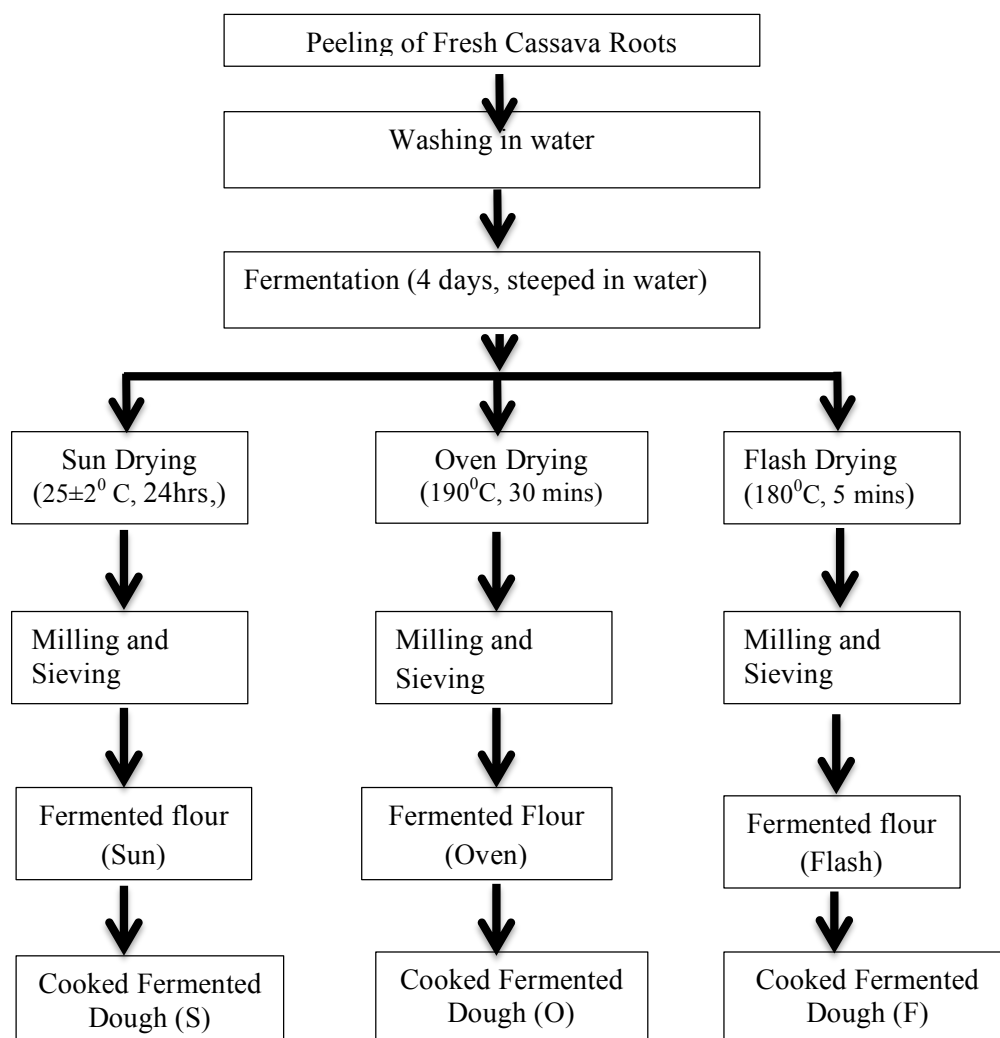 Peeling of Fresh Cassava Roots
Washing in water
Fermentation (4 days, steeped in water)
Sun Drying
(25±2⁰ C, 24hrs,)
Oven Drying
(190⁰C, 30 mins)
Flash Drying
(180⁰C, 5 mins)
Milling and
Sieving
Milling and
Sieving
Milling and
Sieving
Fermented flour
(Sun)
Fermented Flour
(Oven)
Fermented flour
(Flash)
Cooked Fermented
Dough (S)
Cooked Fermented
Dough (O)
Cooked Fermented
Dough (F)